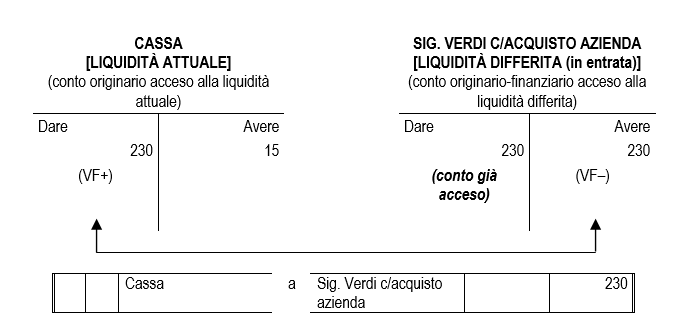 CASSA
[LIQUIDITÀ ATTUALE]
(conto originario acceso alla liquidità
attuale)
Dare Avere
230 15
(VF+)
SIG. VERDI C/ACQUISTO AZIENDA
[LIQUIDITÀ DIFFERITA (in entrata)]
(conto originario-finanziario acceso alla
liquidità differita)
Dare Avere
230 230
(conto già (VF–)
acceso)
Cassa a Sig. Verdi c/acquisto 230
azienda